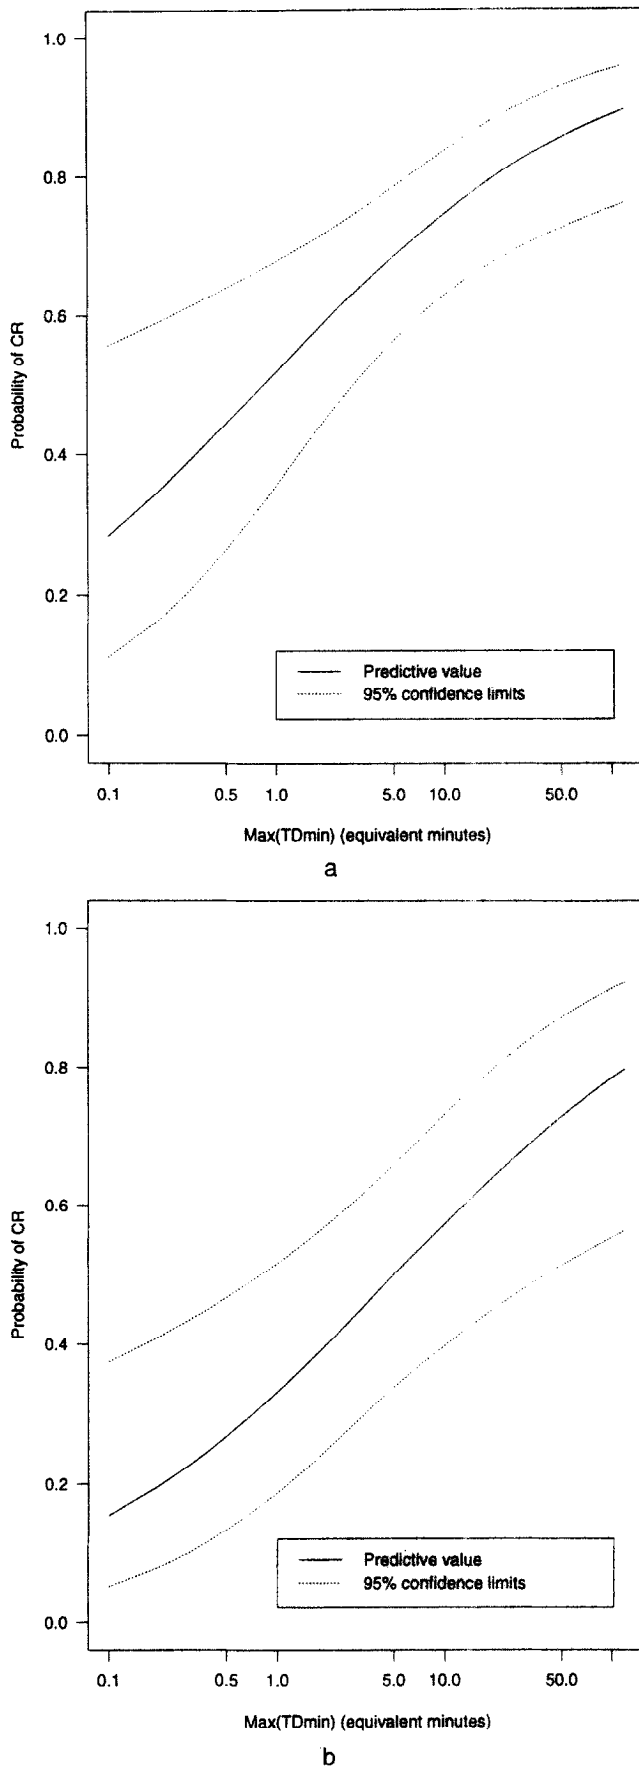 1.0
0.8
0.6
0.4
0.2
0.0
Probability of CR
Predictive value
95% confidence limits
0.1 0.5 1.0 5.0 10.0 50.0
Max(TDmin) (equivalent minutes)
a
1.0
0.8
0.6
0.4
0.2
0.0
Probability of CR
Predictive value
95% confidence limits
0.1 0.5 1.0 5.0 10.0 50.0
Max(TDmin) (equivalent minutes)
b